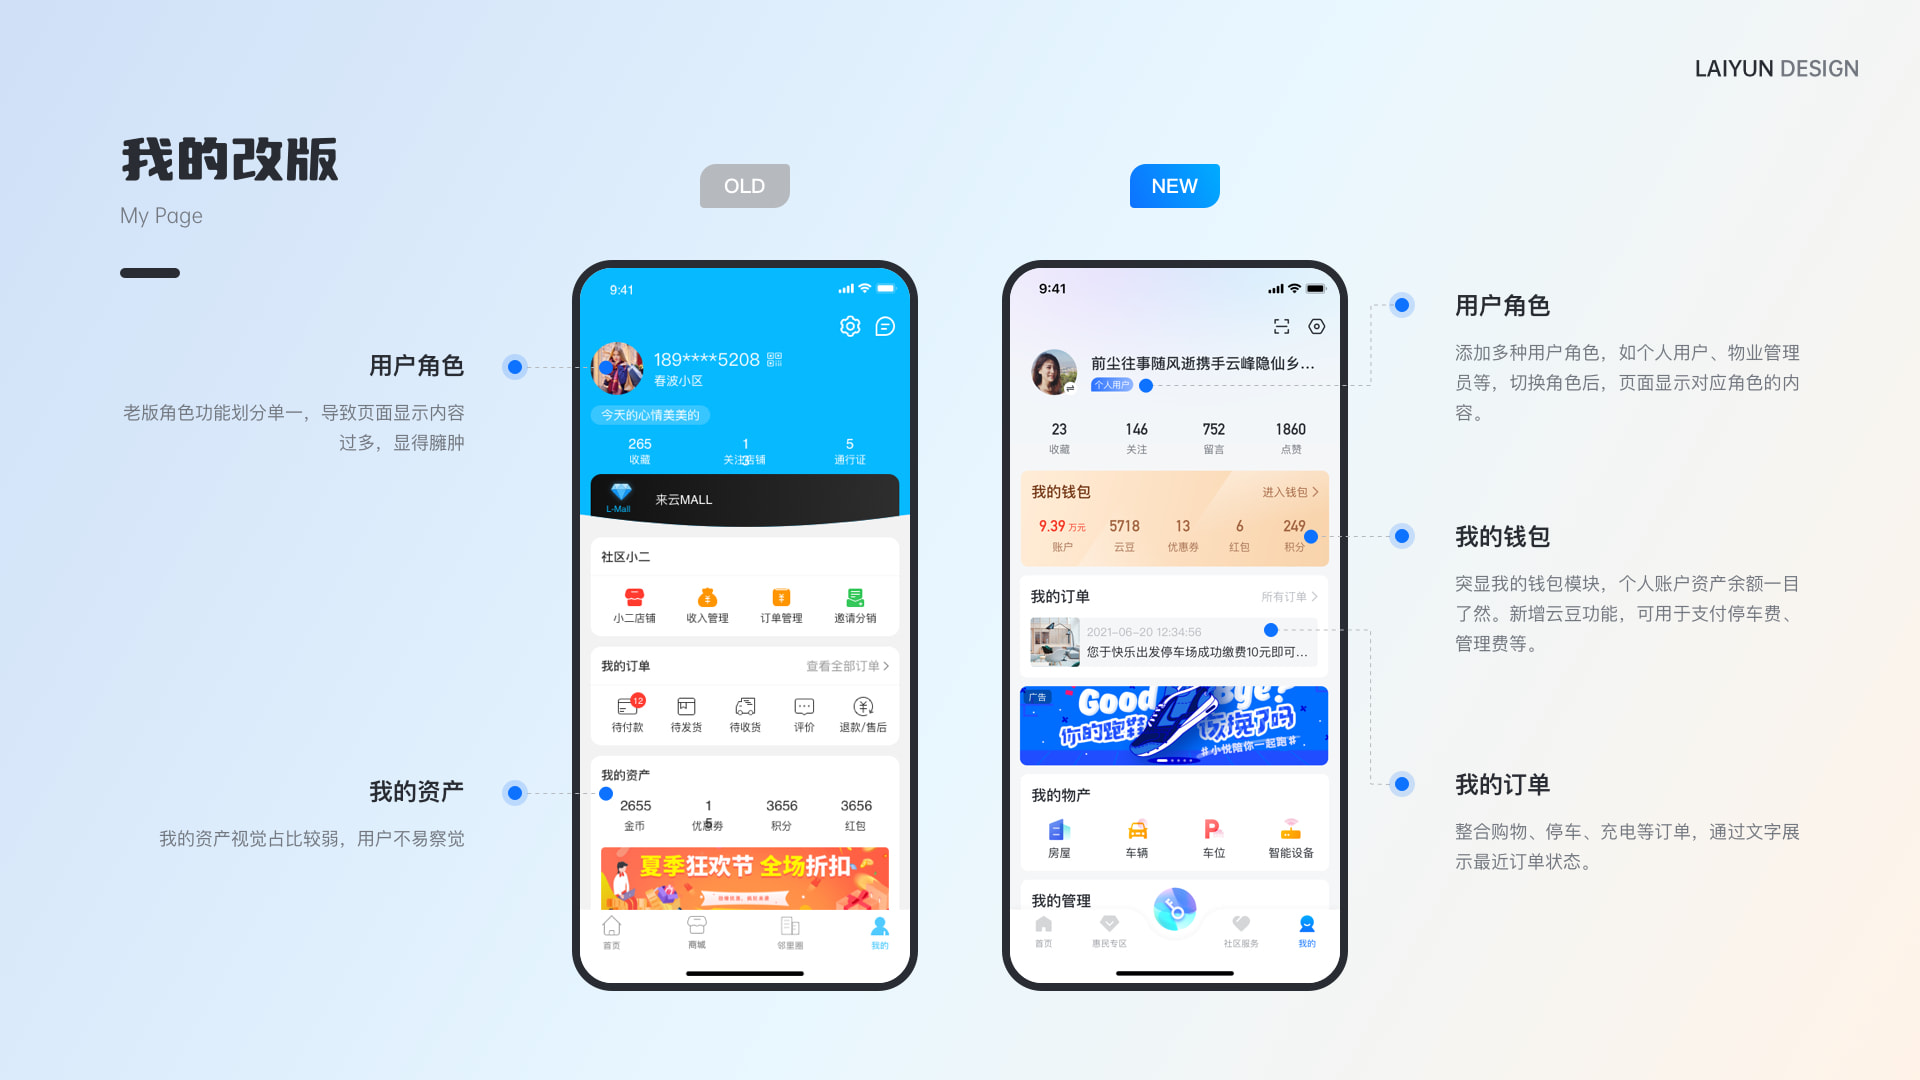 LAIYUN DESIGN
我的改版
My Page
OLD
NEW
用户角色
老版角色功能划分单一，导致页面显示内容
过多，显得臃肿
我的资产
我的资产视觉占比较弱，用户不易察觉
9:41
189****5208
春波小区
今天的心情美美的
265
1
3
5
收藏
关注店铺
通行证
L-Mall
来云MALL
社区小二
小二店铺
收入管理
订单管理
邀请分销
我的订单
查看全部订单
12
待付款
待发货
待收货
评价
退款/售后
我的资产
2655
1
5
3656
3656
金币
优惠券
积分
红包
夏季狂欢节 全场折扣
首页
商城
邻里圈
我的
9:41
前尘往事随风逝携手云峰隐仙乡...
个人用户
23
146
752
1860
收藏
关注
留言
点赞
我的钱包
进入钱包
9.39 万元
5718
13
6
249
账户
云豆
优惠券
红包
积分
我的订单
所有订单
2021-06-20 12:34:56
您于快乐出发停车场成功缴费10元即可...
广告
Good Bye?
你的跑鞋
该换了吗
#小悦陪你一起跑#
我的物产
房屋
车辆
车位
智能设备
我的管理
首页
惠民专区
社区服务
我的
用户角色
添加多种用户角色，如个人用户、物业管理
员等，切换角色后，页面显示对应角色的内
容。
我的钱包
突显我的钱包模块，个人账户资产余额一目
了然。新增云豆功能，可用于支付停车费、
管理费等。
我的订单
整合购物、停车、充电等订单，通过文字展
示最近订单状态。